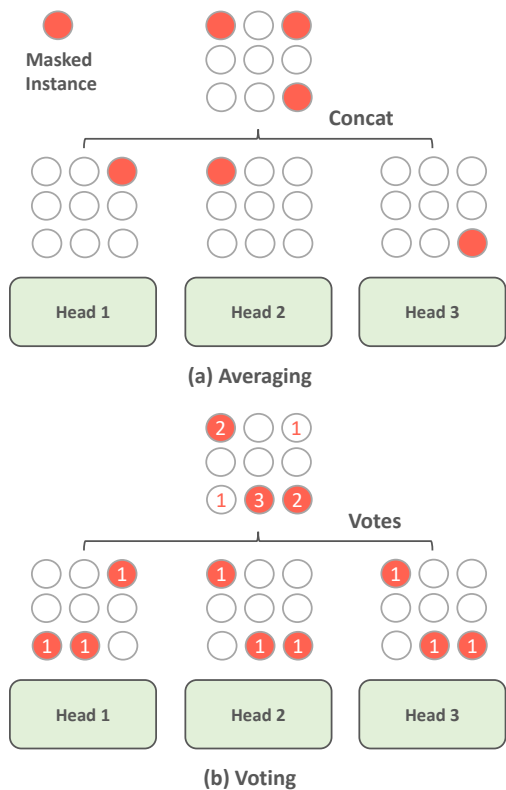 Masked
Instance
Concat
Head 1 Head 2 Head 3
(a) Averaging
2 1
1 3 2
Votes
1 1 1
1 1 1 1 1 1
Head 1 Head 2 Head 3
(b) Voting